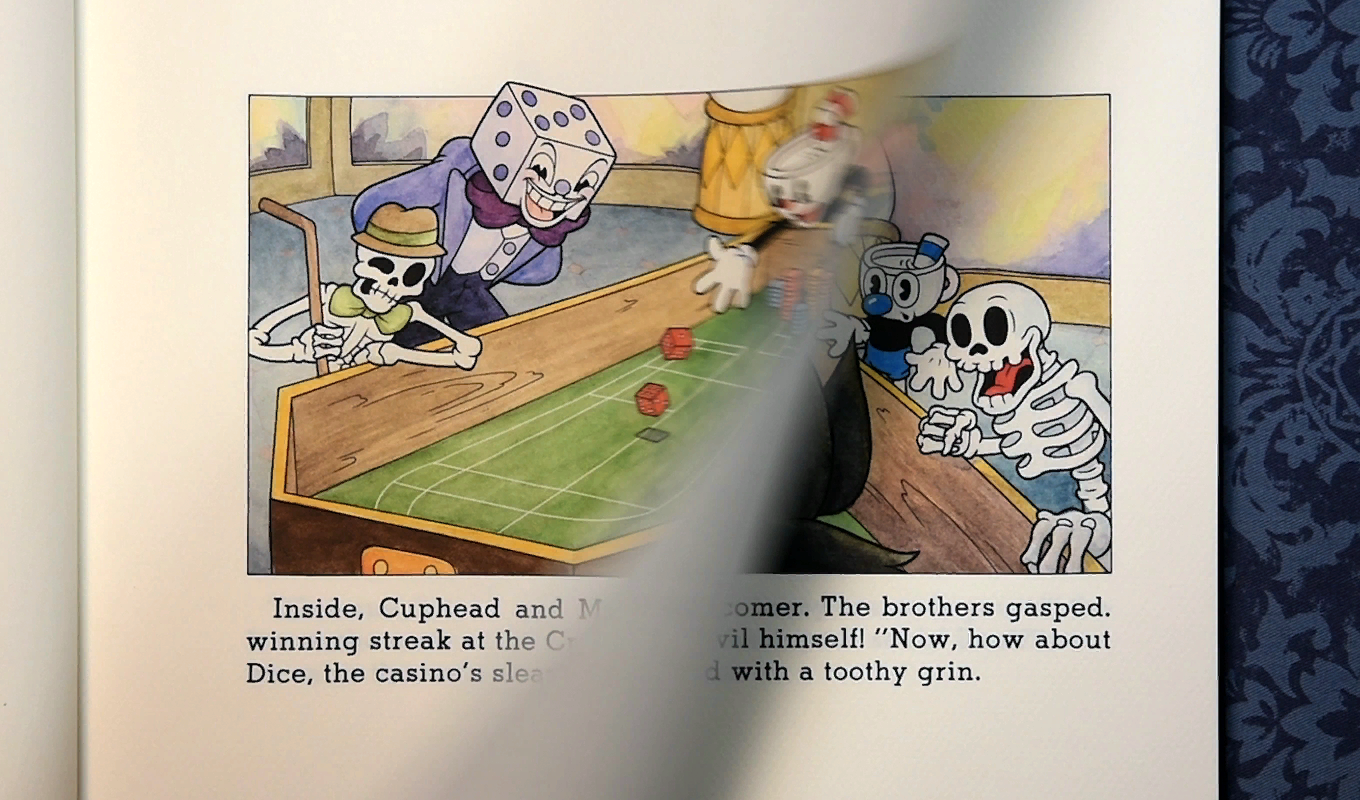 Inside, Cuphead and comer. The brothers gasped.
winning streak at the vil himself! "Now, how about
Dice, the casino's with a toothy grin.